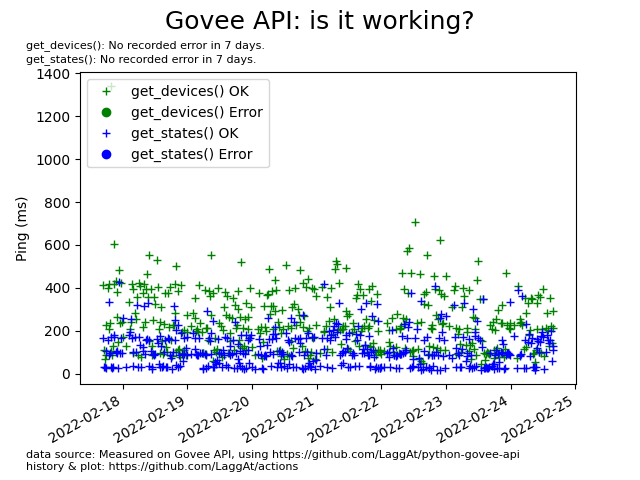 Govee API: is it working?
get_devices(): No recorded error in 7 days.
get_states(): No recorded error in 7 days.
1400
1200
1000
800
600
400
200
0
Ping (ms)
get_devices() OK
get_devices() Error
get_states() OK
get_states() Error
2022-02-18
2022-02-19
2022-02-20
2022-02-21
2022-02-22
2022-02-23
2022-02-24
2022-02-25
data source: Measured on Govee API, using https://github.com/LaggAt/python-govee-api
history & plot: https://github.com/LaggAt/actions